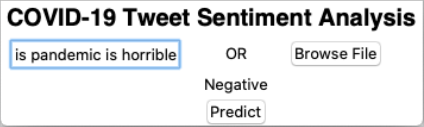 COVID-19 Tweet Sentiment Analysis
is pandemic is horrible OR Browse File
Negative
Predict